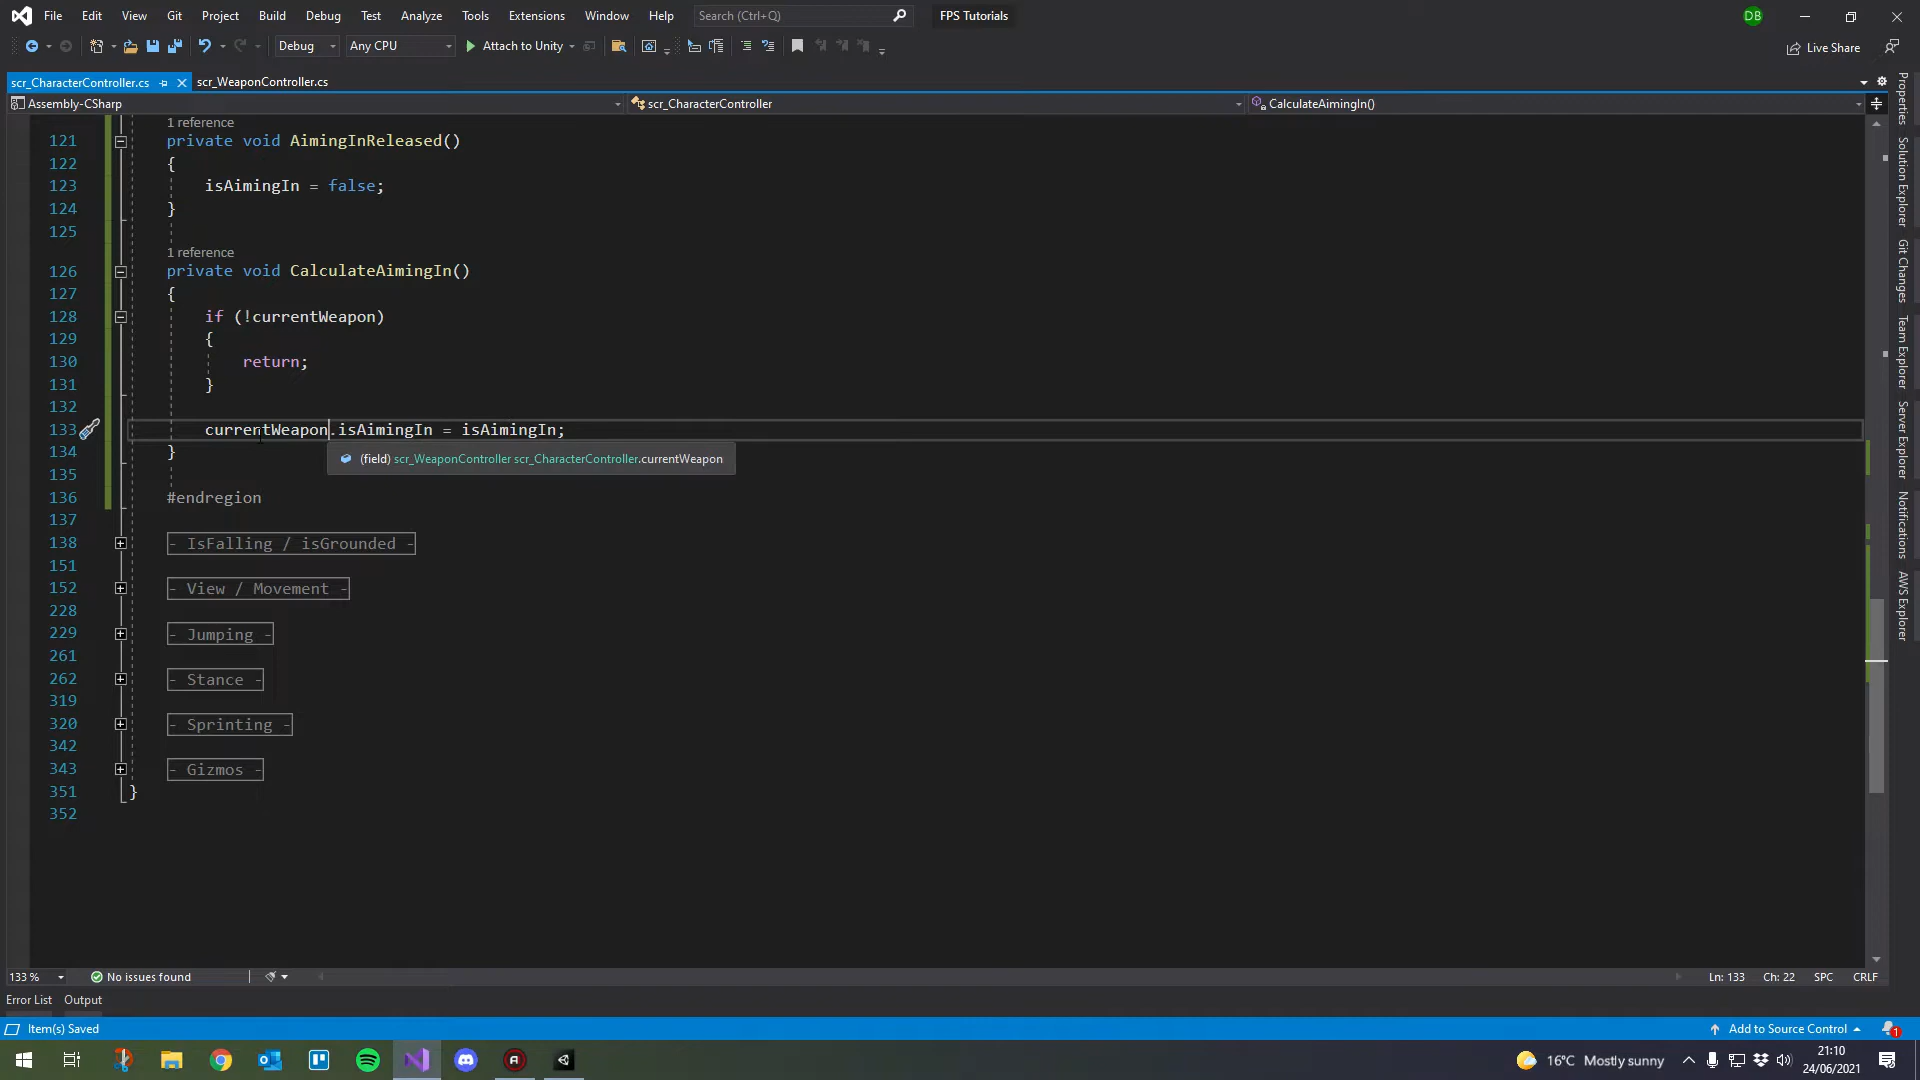 File Edit View Git Project Build Debug Test Analyze Tools Extensions Window Help Search (Ctrl+Q) FPS Tutorials DB
Debug Any CPU Attach to Unity Live Share
scr_CharacterController.cs scr_WeaponController.cs
Assembly-CSharp scr_CharacterController CalculateAimingIn()
1 reference
121 private void AimingInReleased()
122 {
123 isAimingIn = false;
124 }
125
1 reference
126 private void CalculateAimingIn()
127 {
128 if (!currentWeapon)
129 {
130 return;
131 }
132
133 currentWeapon.isAimingIn = isAimingIn;
134 }
(field) scr_WeaponController scr_CharacterController.currentWeapon
135
136 #endregion
137
138 - IsFalling / isGrounded -
151
152 - View / Movement -
228
229 - Jumping -
261
262 - Stance -
319
320 - Sprinting -
342
343 - Gizmos -
351 }
352
Properties
Solution Explorer
Git Changes
Team Explorer
Server Explorer
Notifications
AWS Explorer
133 % No issues found Ln: 133 Ch: 22 SPC CRLF
Error List Output
Item(s) Saved Add to Source Control 1
16°C Mostly sunny 21:10
24/06/2021